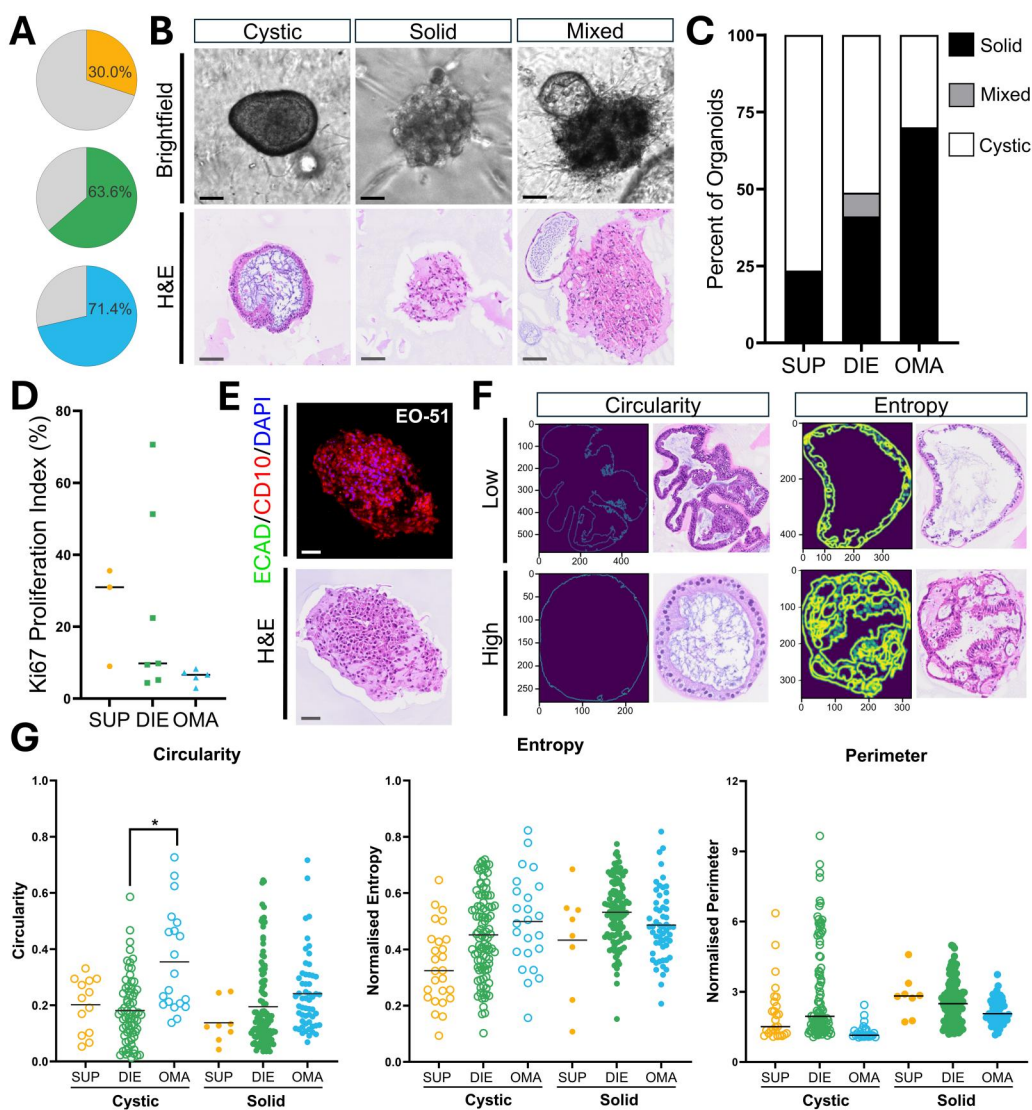 A
30.0%
63.6%
71.4%
B
Cystic
Solid
Mixed
Brightfield
H&E
C
Percent of Organoids
100
75
50
25
0
SUP
DIE
OMA
Solid
Mixed
Cystic
D
Ki67 Proliferation Index (%)
80
60
40
20
0
SUP
DIE
OMA
E
ECAD/CD10/DAPI
EO-51
H&E
F
Circularity
Entropy
Low
High
0
100
200
300
400
500
0
200
400
0
200
400
0
100
200
300
0
100
200
0
100
200
0
100
200
300
0
100
200
300
G
Circularity
Circularity
1.0
0.8
0.6
0.4
0.2
0.0
*
SUP
DIE
OMA
SUP
DIE
OMA
Cystic
Solid
Entropy
Normalised Entropy
1.0
0.8
0.6
0.4
0.2
0.0
SUP
DIE
OMA
SUP
DIE
OMA
Cystic
Solid
Perimeter
Normalised Perimeter
12
9
6
3
0
SUP
DIE
OMA
SUP
DIE
OMA
Cystic
Solid